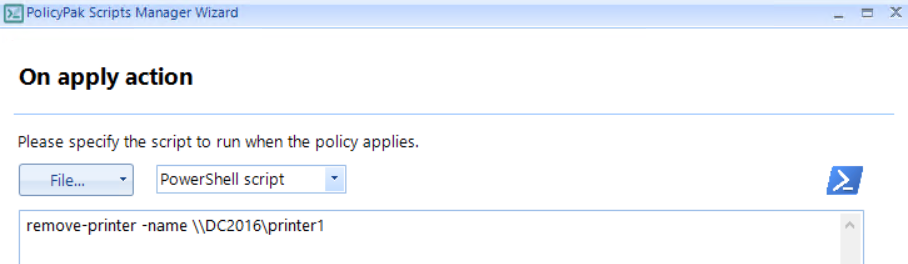 PolicyPak Scripts Manager Wizard
On apply action
Please specify the script to run when the policy applies.
File... PowerShell script
remove-printer -name \\DC2016\printer1